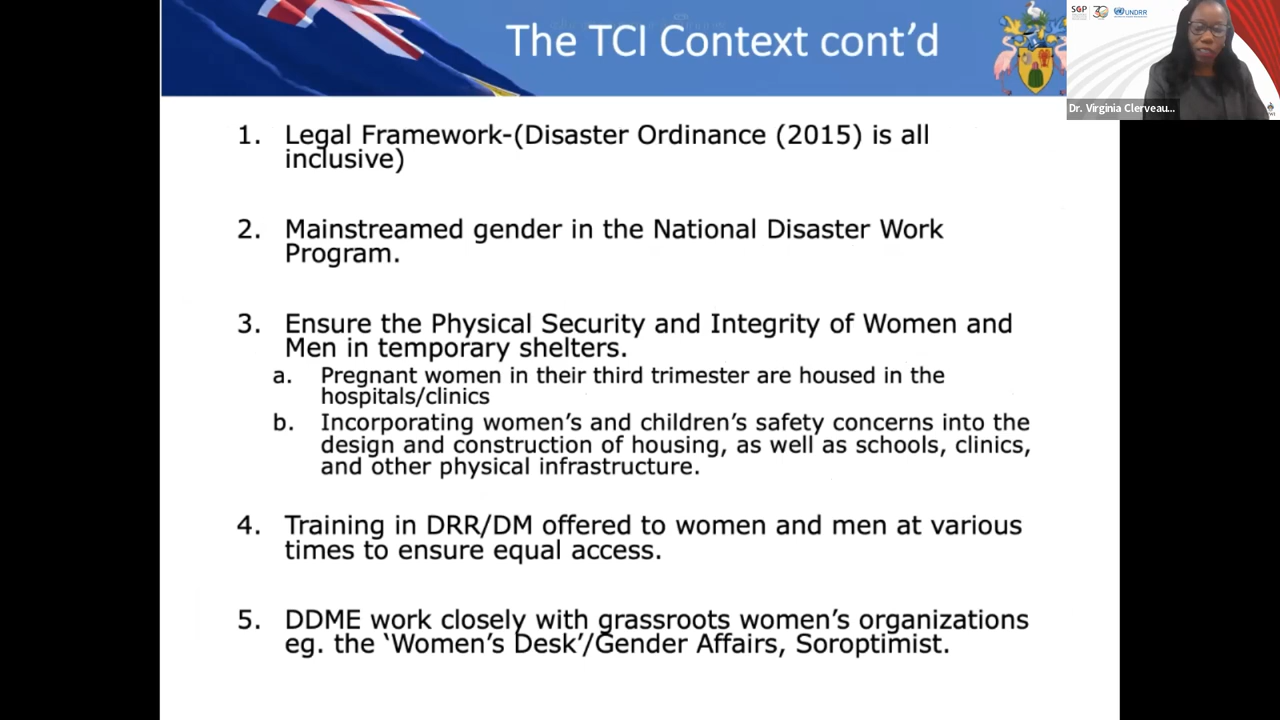 The TCI Context cont’d
SGP 30 UNDRR
Dr. Virginia Clerveau...
1. Legal Framework-(Disaster Ordinance (2015) is all
inclusive)
2. Mainstreamed gender in the National Disaster Work
Program.
3. Ensure the Physical Security and Integrity of Women and
Men in temporary shelters.
a. Pregnant women in their third trimester are housed in the
hospitals/clinics
b. Incorporating women’s and children’s safety concerns into the
design and construction of housing, as well as schools, clinics,
and other physical infrastructure.
4. Training in DRR/DM offered to women and men at various
times to ensure equal access.
5. DDME work closely with grassroots women’s organizations
eg. the ‘Women’s Desk’/Gender Affairs, Soroptimist.